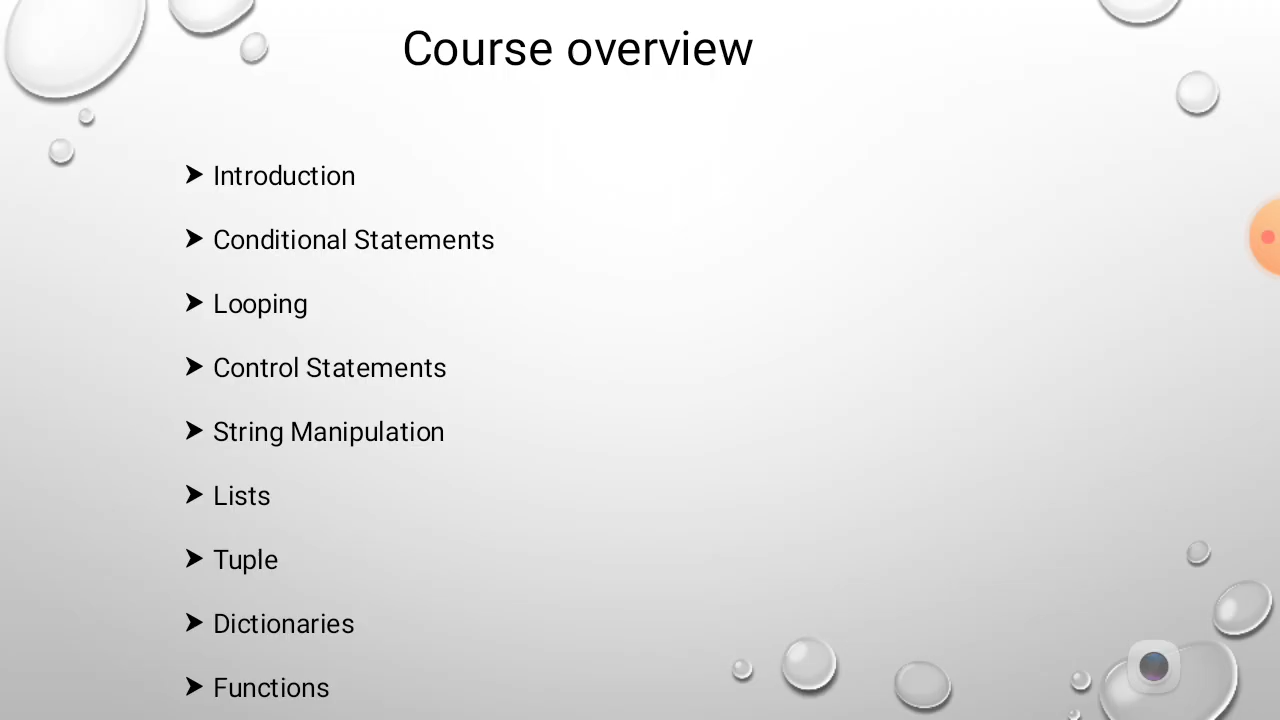 Course overview
➤ Introduction
➤ Conditional Statements
➤ Looping
➤ Control Statements
➤ String Manipulation
➤ Lists
➤ Tuple
➤ Dictionaries
➤ Functions